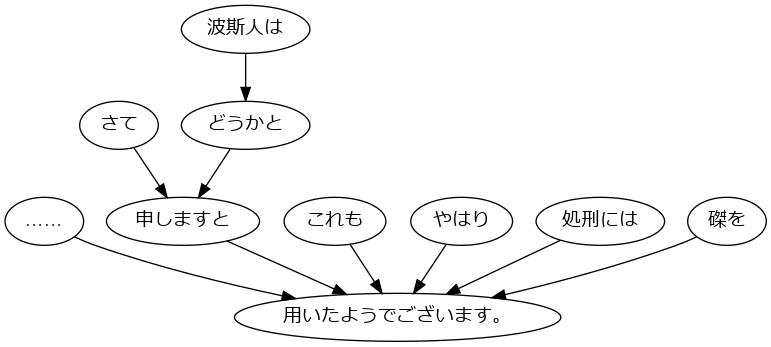 波斯人は
さて
どうかと
……
申しますと
これも
やはり
処刑には
磔を
用いたようでございます。